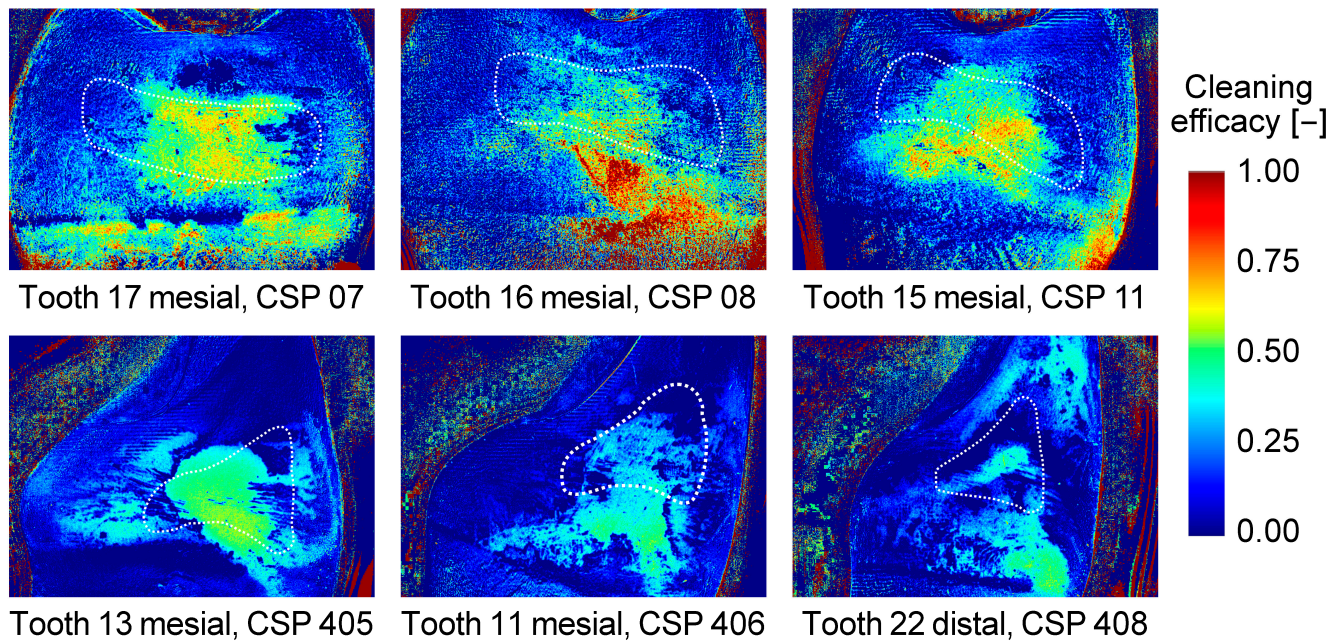 Tooth 17 mesial, CSP 07
Tooth 16 mesial, CSP 08
Tooth 15 mesial, CSP 11
Cleaning
efficacy [–]
1.00
0.75
0.50
0.25
0.00
Tooth 13 mesial, CSP 405
Tooth 11 mesial, CSP 406
Tooth 22 distal, CSP 408